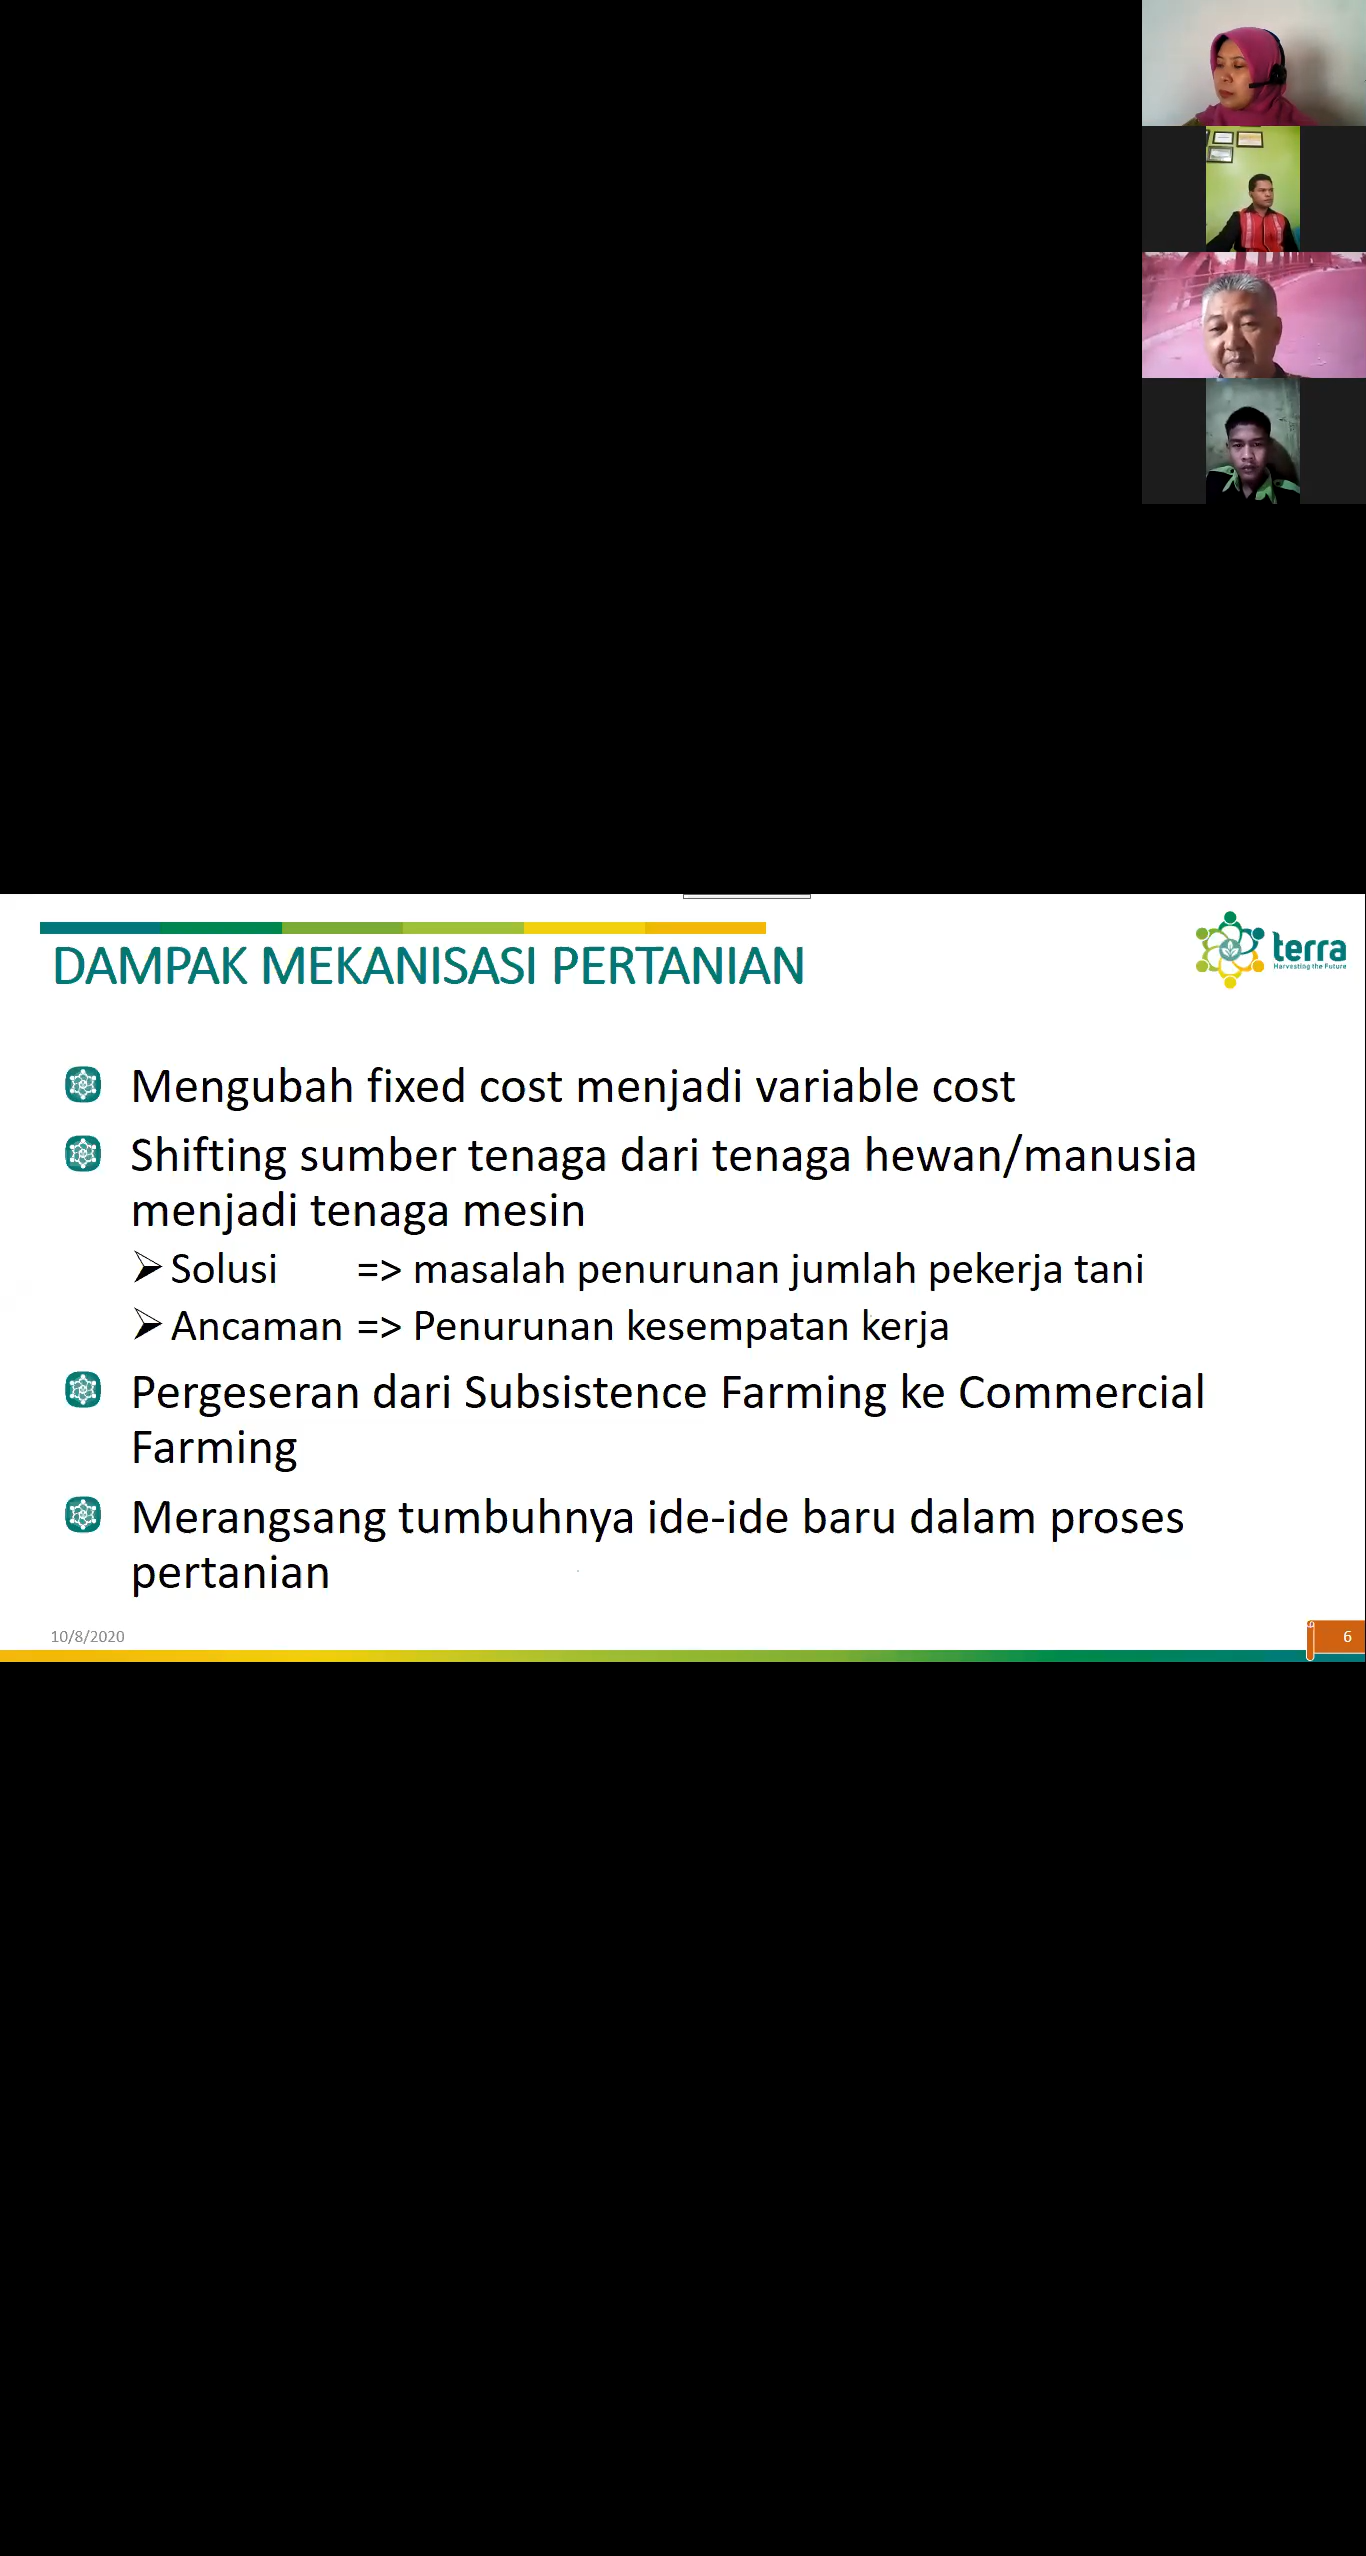 DAMPAK MEKANISASI PERTANIAN
terra
Harvesting the Future
Mengubah fixed cost menjadi variable cost
Shifting sumber tenaga dari tenaga hewan/manusia
menjadi tenaga mesin
➢ Solusi => masalah penurunan jumlah pekerja tani
➢ Ancaman => Penurunan kesempatan kerja
Pergeseran dari Subsistence Farming ke Commercial
Farming
Merangsang tumbuhnya ide-ide baru dalam proses
pertanian
10/8/2020
6